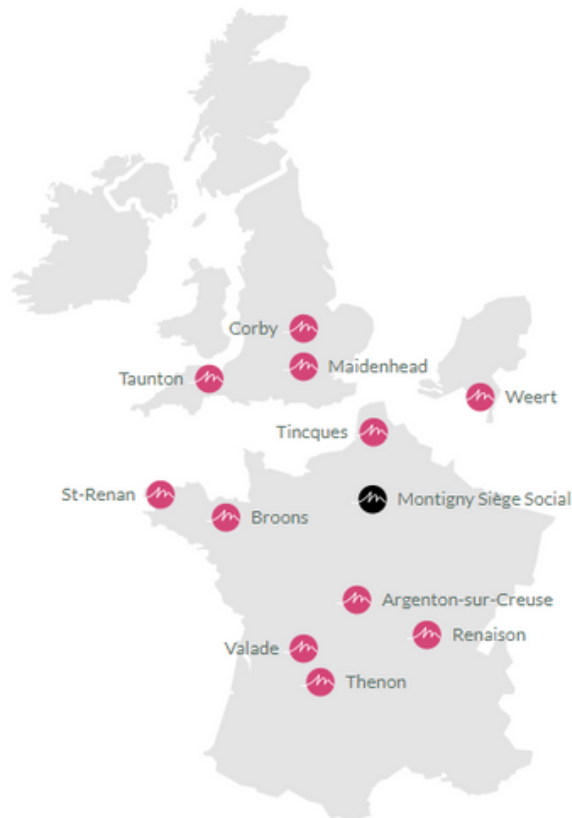 Corby
Maidenhead
Taunton
Weert
Tincques
St-Renan
Montigny Siège Social
Broons
Argenton-sur-Creuse
Renaison
Valade
Thenon